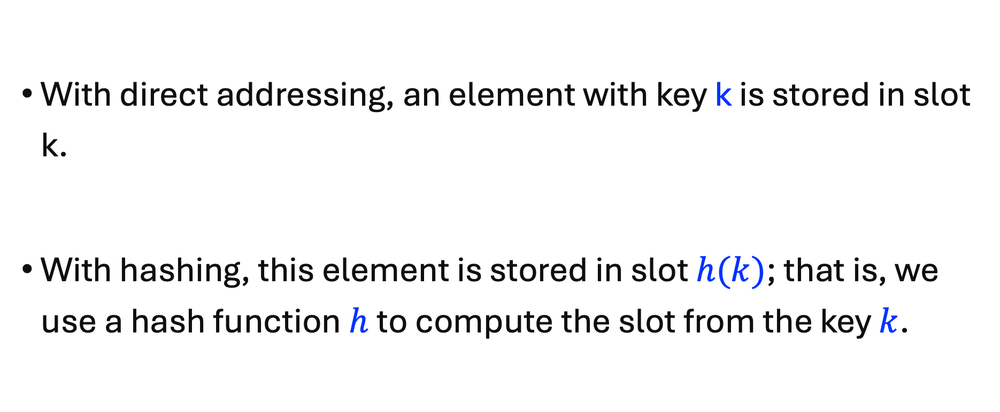 • With direct addressing, an element with key k is stored in slot
k.
• With hashing, this element is stored in slot h(k); that is, we
use a hash function h to compute the slot from the key k.